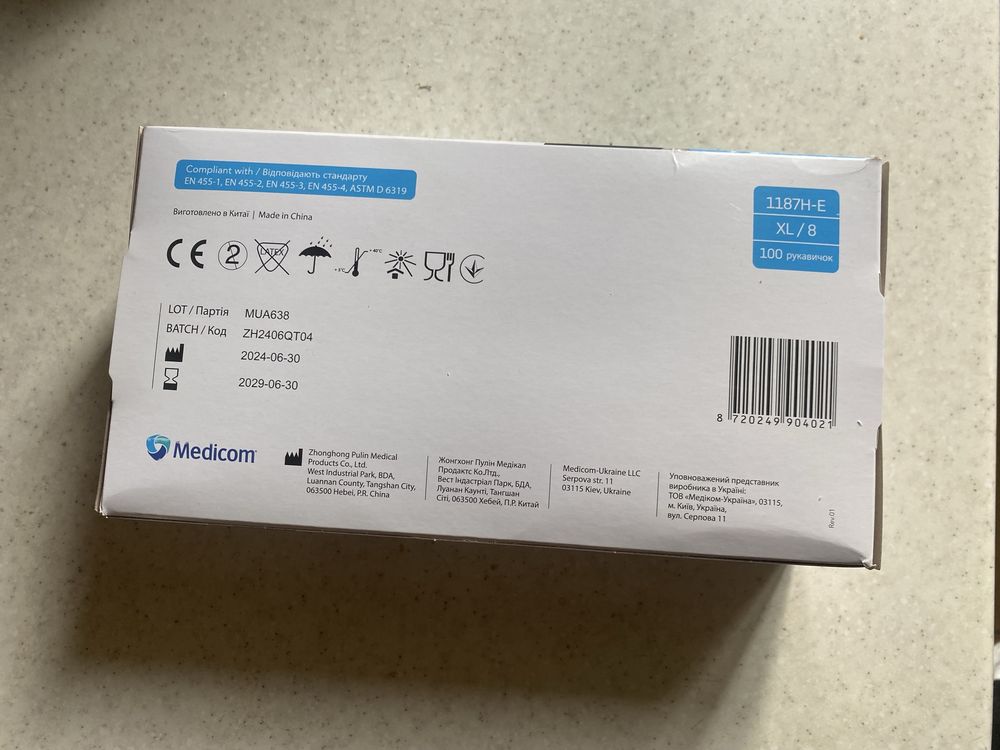 Compliant with / Відповідають стандарту
EN 455-1, EN 455-2, EN 455-3, EN 455-4, ASTM D 6319
Виготовлено в Китаї | Made in China
1187H-E
XL / 8
100 рукавичок
CE 2 LATEX +5°C +40°C
LOT / Партія MUA638
BATCH / Код ZH2406QT04
2024-06-30
2029-06-30
8 720249 904021
Medicom
Zhonghong Pulin Medical
Products Co., Ltd.
West Industrial Park, BDA,
Luannan County, Tangshan City,
063500 Hebei, P.R. China
Жонгхонг Пулін Медікал
Продактс Ко.Лтд.,
Вест Індастріал Парк, БДА,
Луанан Каунті, Тангшан
Сіті, 063500 Хебей, П.Р. Китай
Medicom-Ukraine LLC
Serpova str. 11
03115 Kiev, Ukraine
Уповноважений представник
виробника в Україні:
ТОВ «Медіком-Україна», 03115,
м. Київ, Україна,
вул. Серпова 11
Rev.01